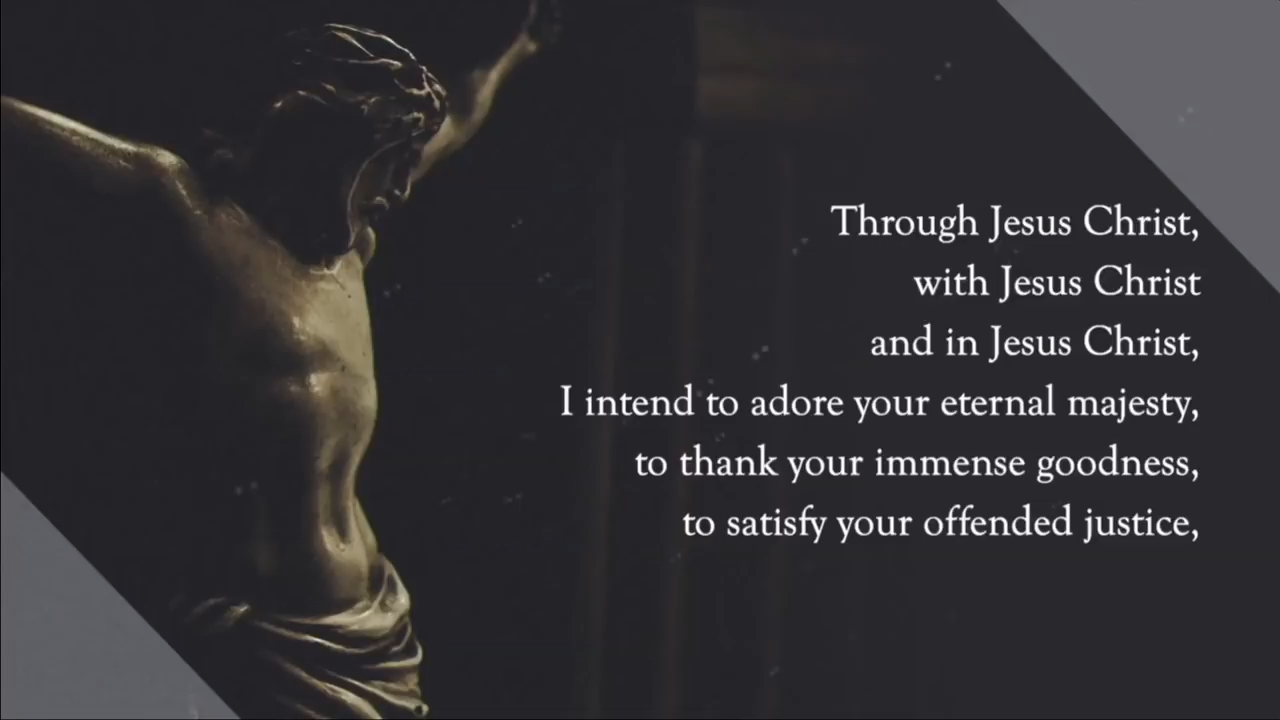 Through Jesus Christ,
with Jesus Christ
and in Jesus Christ,
I intend to adore your eternal majesty,
to thank your immense goodness,
to satisfy your offended justice,